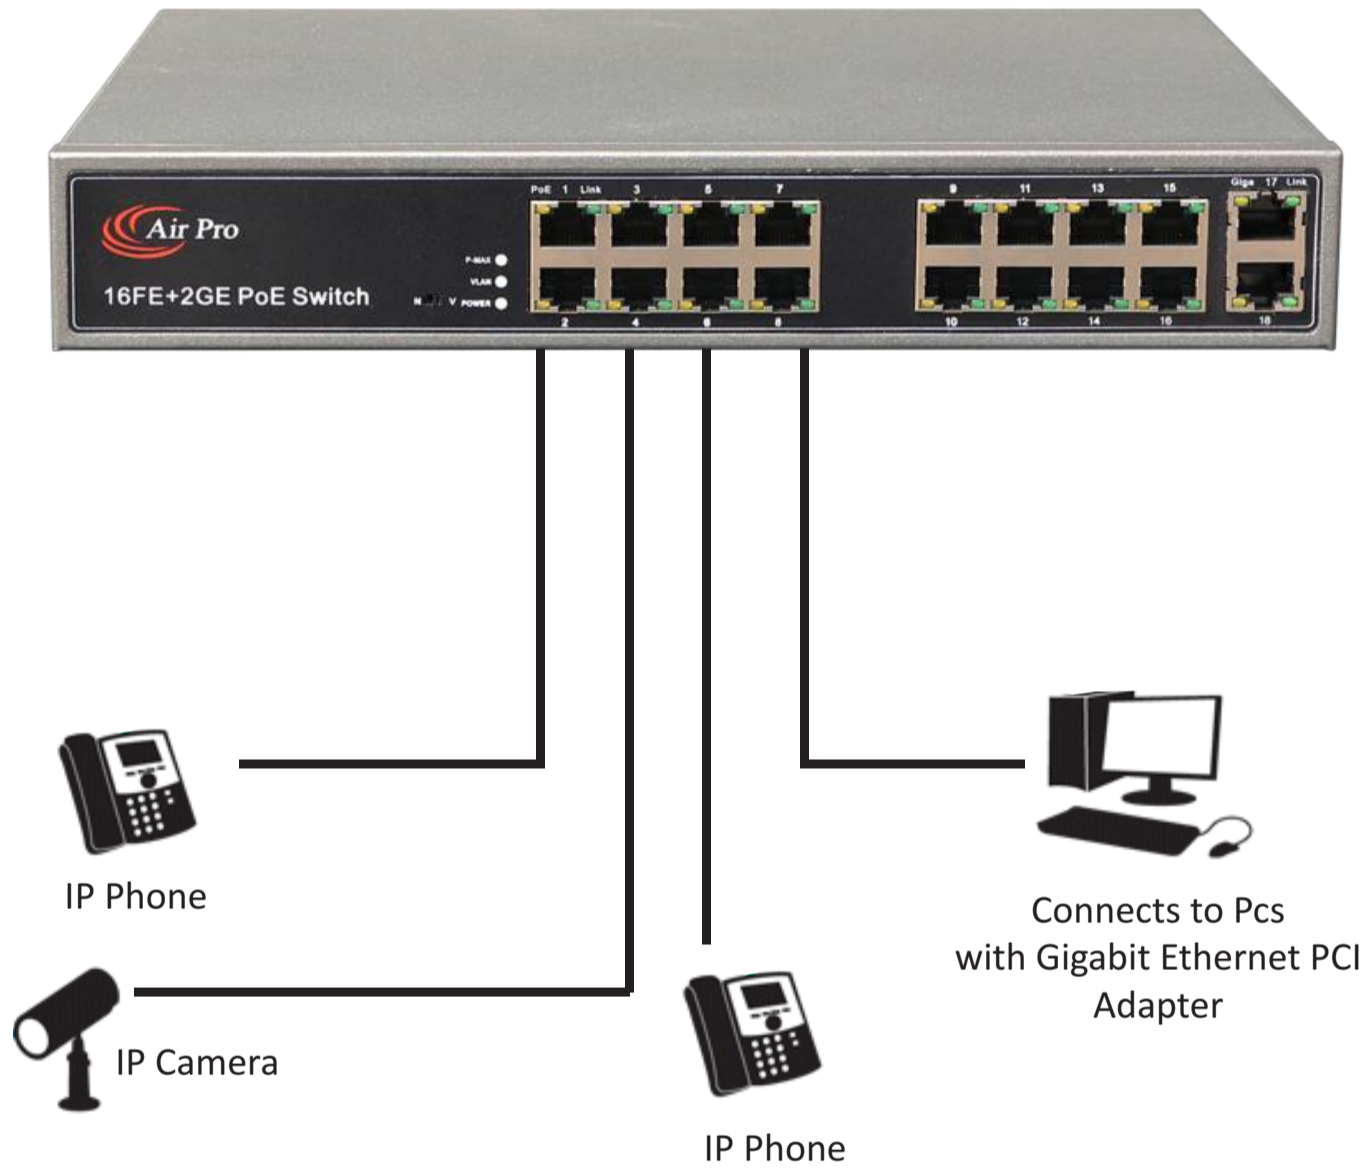 PoE 1 Link 3 5 7 9 11 13 15 Giga 17 Link
Air Pro
P-MAX
VLAN
16FE+2GE PoE Switch
N V POWER
2 4 6 8 10 12 14 16 18
IP Phone
Connects to Pcs
with Gigabit Ethernet PCI
Adapter
IP Camera
IP Phone